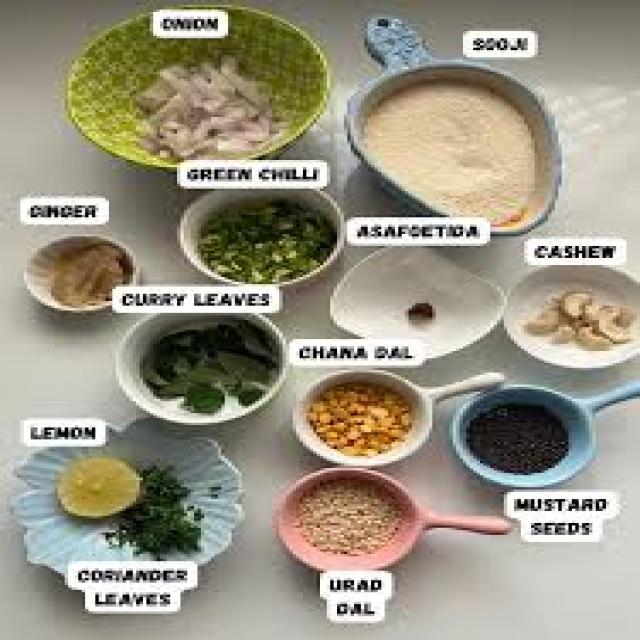 ONION
SOOJI
GREEN CHILLI
GINGER
ASAFOETIDA
CASHEW
CURRY LEAVES
CHANA DAL
LEMON
MUSTARD
SEEDS
CORIANDER
LEAVES
URAD
DAL